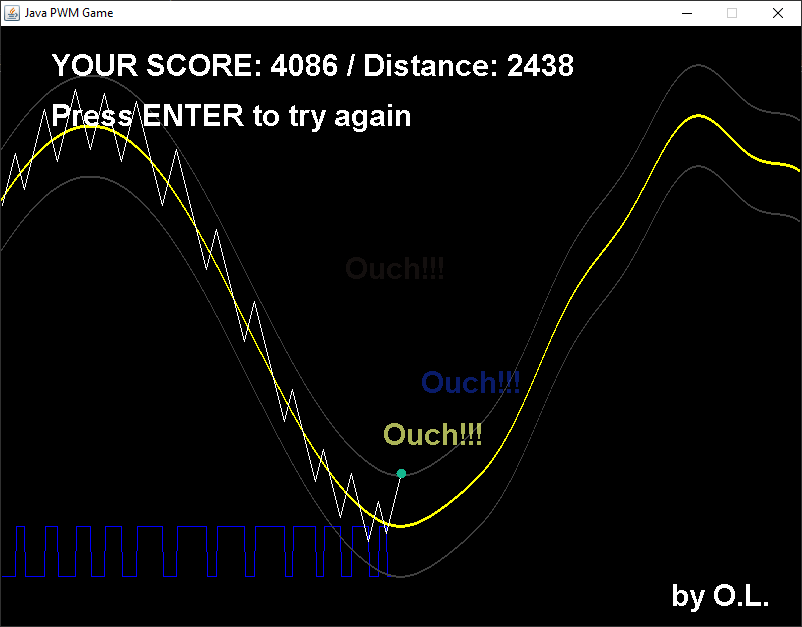 Java PWM Game
YOUR SCORE: 4086 / Distance: 2438
Press ENTER to try again
Ouch!!!
Ouch!!!
Ouch!!!
by O.L.